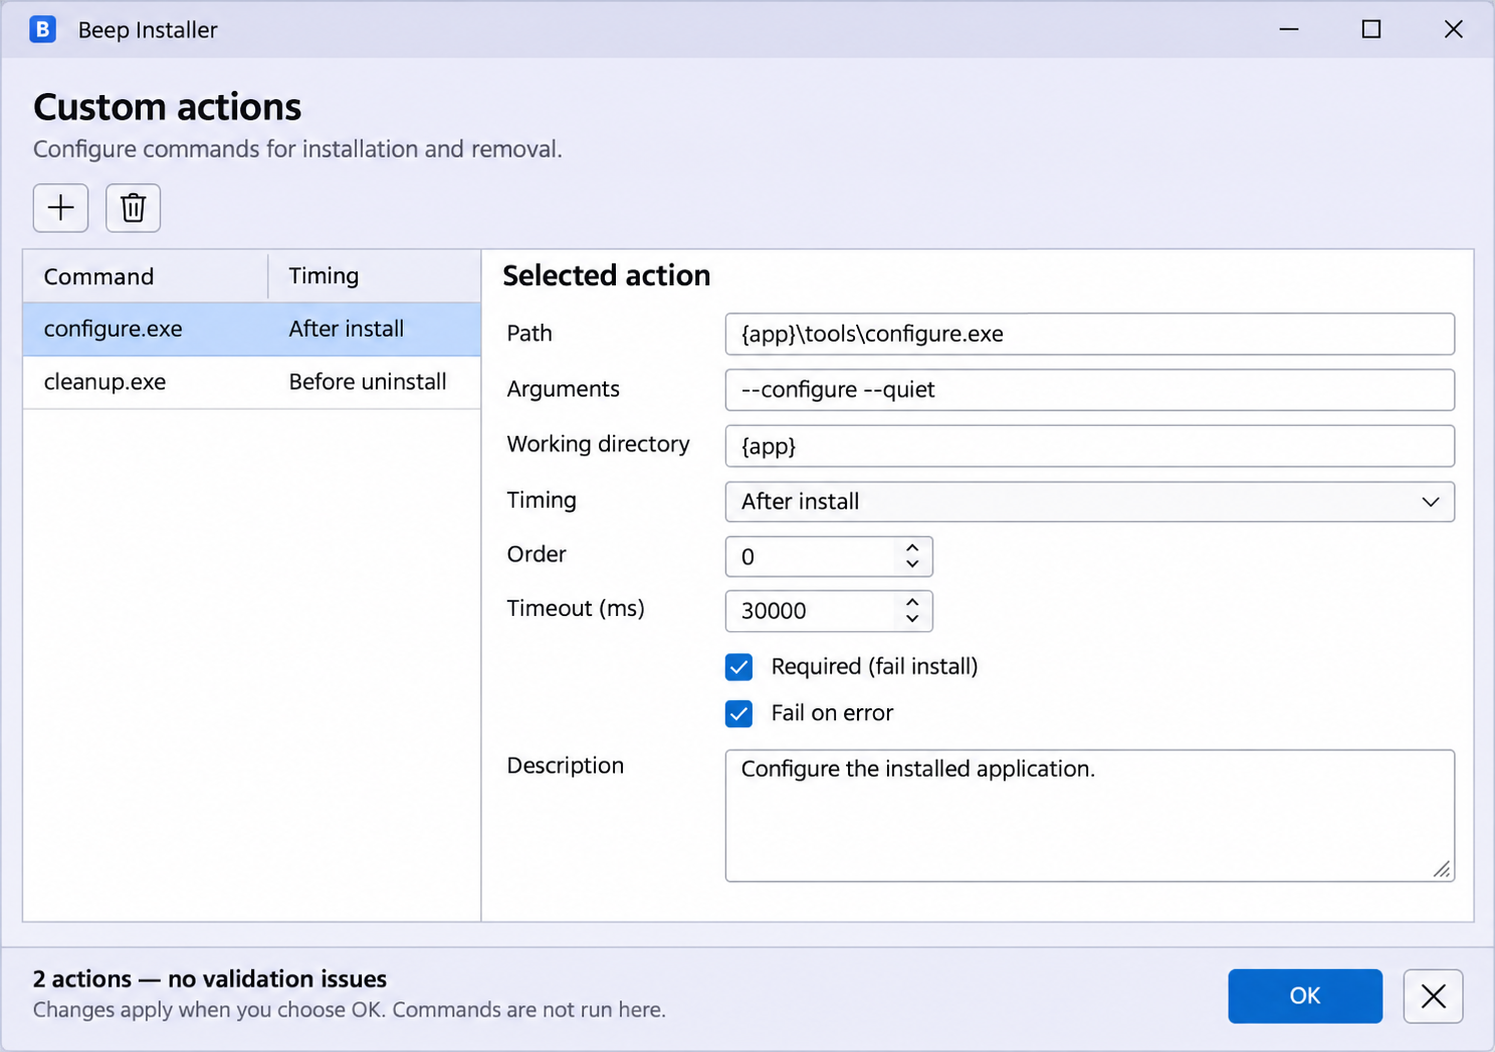 B Beep Installer
Custom actions
Configure commands for installation and removal.
Command Timing
configure.exe After install
cleanup.exe Before uninstall
Selected action
Path {app}\tools\configure.exe
Arguments --configure --quiet
Working directory {app}
Timing After install
Order 0
Timeout (ms) 30000
Required (fail install)
Fail on error
Description Configure the installed application.
2 actions — no validation issues
Changes apply when you choose OK. Commands are not run here.
OK